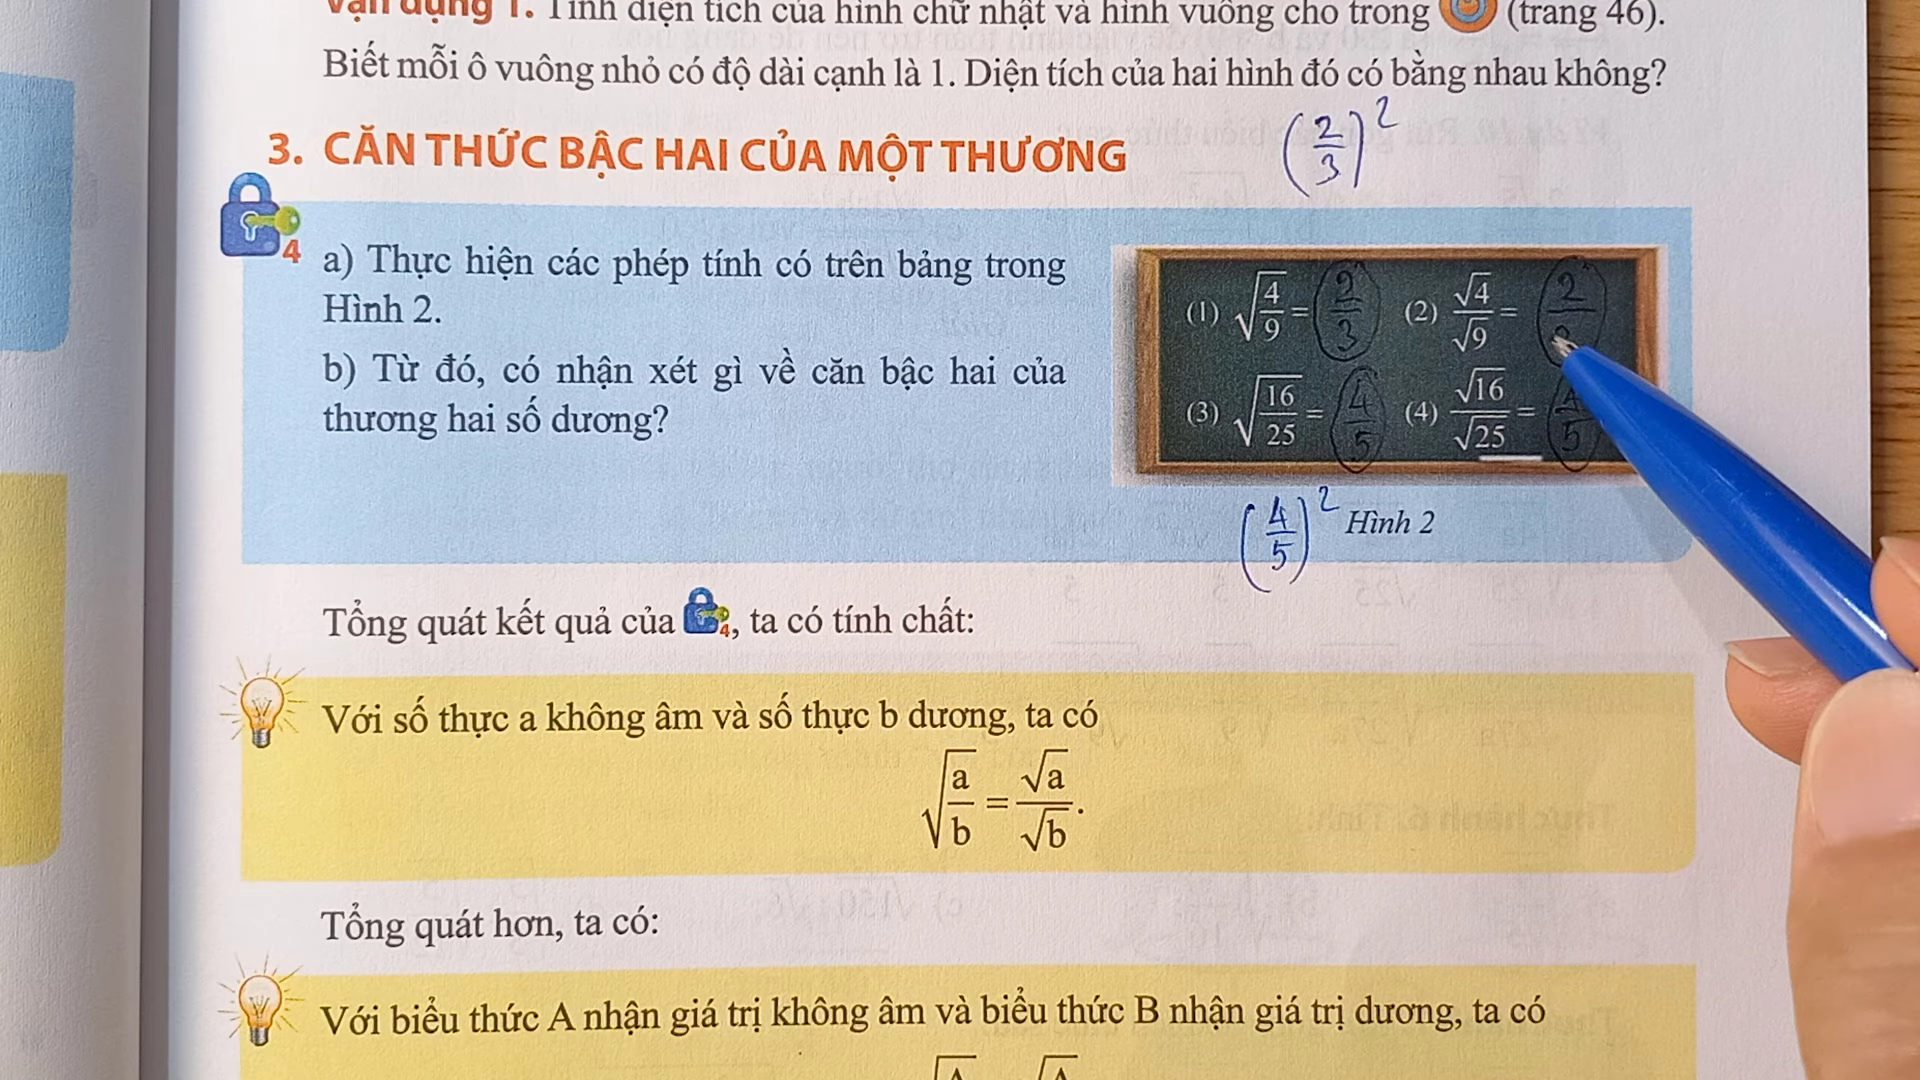 Vận dụng 1. Tính diện tích của hình chữ nhật và hình vuông cho trong (trang 46).
Biết mỗi ô vuông nhỏ có độ dài cạnh là 1. Diện tích của hai hình đó có bằng nhau không?
(2/3)²
3. CĂN THỨC BẬC HAI CỦA MỘT THƯƠNG
4 a) Thực hiện các phép tính có trên bảng trong
Hình 2.
b) Từ đó, có nhận xét gì về căn bậc hai của
thương hai số dương?
(1) √(4/9) = 2/3 (2) √4/√9 = 2/
(3) √(16/25) = 4/5 (4) √16/√25 = 4/5
(4/5)² Hình 2
Tổng quát kết quả của 4, ta có tính chất:
Với số thực a không âm và số thực b dương, ta có
√(a/b) = √a/√b.
Tổng quát hơn, ta có:
Với biểu thức A nhận giá trị không âm và biểu thức B nhận giá trị dương, ta có